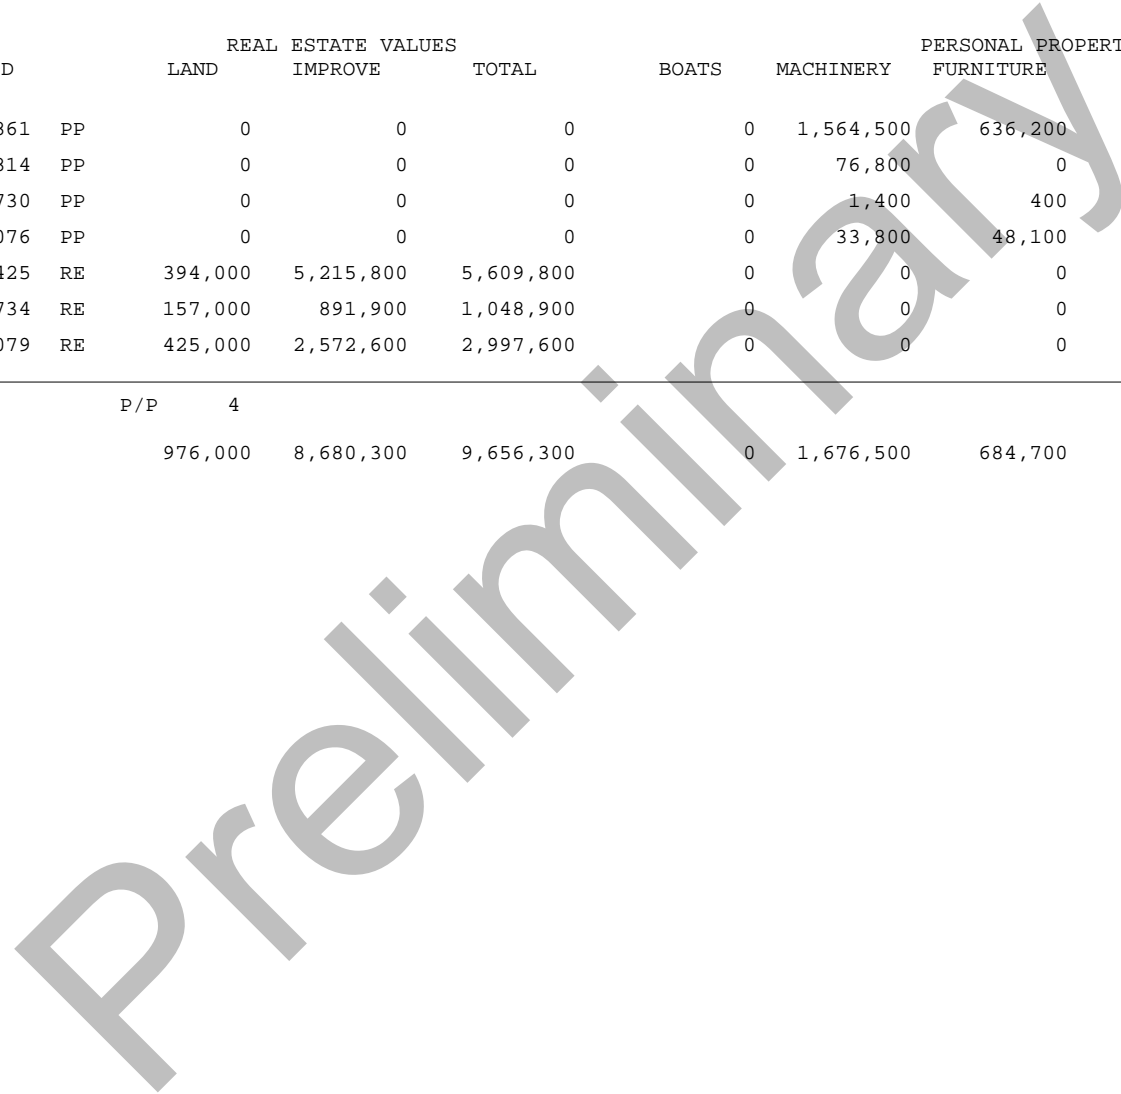 REAL ESTATE VALUES PERSONAL PROPERT
D LAND IMPROVE TOTAL BOATS MACHINERY FURNITURE
361 PP 0 0 0 0 1,564,500 636,200
314 PP 0 0 0 0 76,800 0
730 PP 0 0 0 0 1,400 400
076 PP 0 0 0 0 33,800 48,100
425 RE 394,000 5,215,800 5,609,800 0 0 0
734 RE 157,000 891,900 1,048,900 0 0 0
079 RE 425,000 2,572,600 2,997,600 0 0 0
P/P 4
976,000 8,680,300 9,656,300 0 1,676,500 684,700
Preliminary